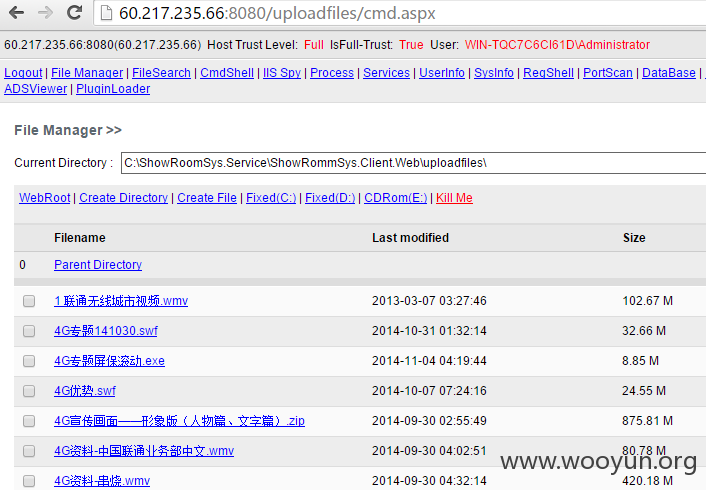 60.217.235.66:8080/uploadfiles/cmd.aspx
60.217.235.66:8080(60.217.235.66) Host Trust Level: Full IsFull-Trust: True User: WIN-TQC7C6CI61D\Administrator
Logout | File Manager | FileSearch | CmdShell | IIS Spy | Process | Services | UserInfo | SysInfo | RegShell | PortScan | DataBase |
ADSViewer | PluginLoader
File Manager >>
Current Directory : C:\ShowRoomSys.Service\ShowRommSys.Client.Web\uploadfiles\
WebRoot | Create Directory | Create File | Fixed(C:) | Fixed(D:) | CDRom(E:) | Kill Me
Filename Last modified Size
0 Parent Directory
1 联通无线城市视频.wmv 2013-03-07 03:27:46 102.67 M
4G专题141030.swf 2014-10-31 01:32:14 32.66 M
4G专题屏保滚动.exe 2014-11-04 04:19:44 8.85 M
4G优势.swf 2014-10-07 07:24:16 24.55 M
4G宣传画面——形象版（人物篇、文字篇）.zip 2014-09-30 02:55:49 875.81 M
4G资料-中国联通业务部中文.wmv 2014-09-30 04:02:51 80.78 M
4G资料-串烧.wmv 2014-09-30 04:32:14 420.18 M
www.wooyun.org